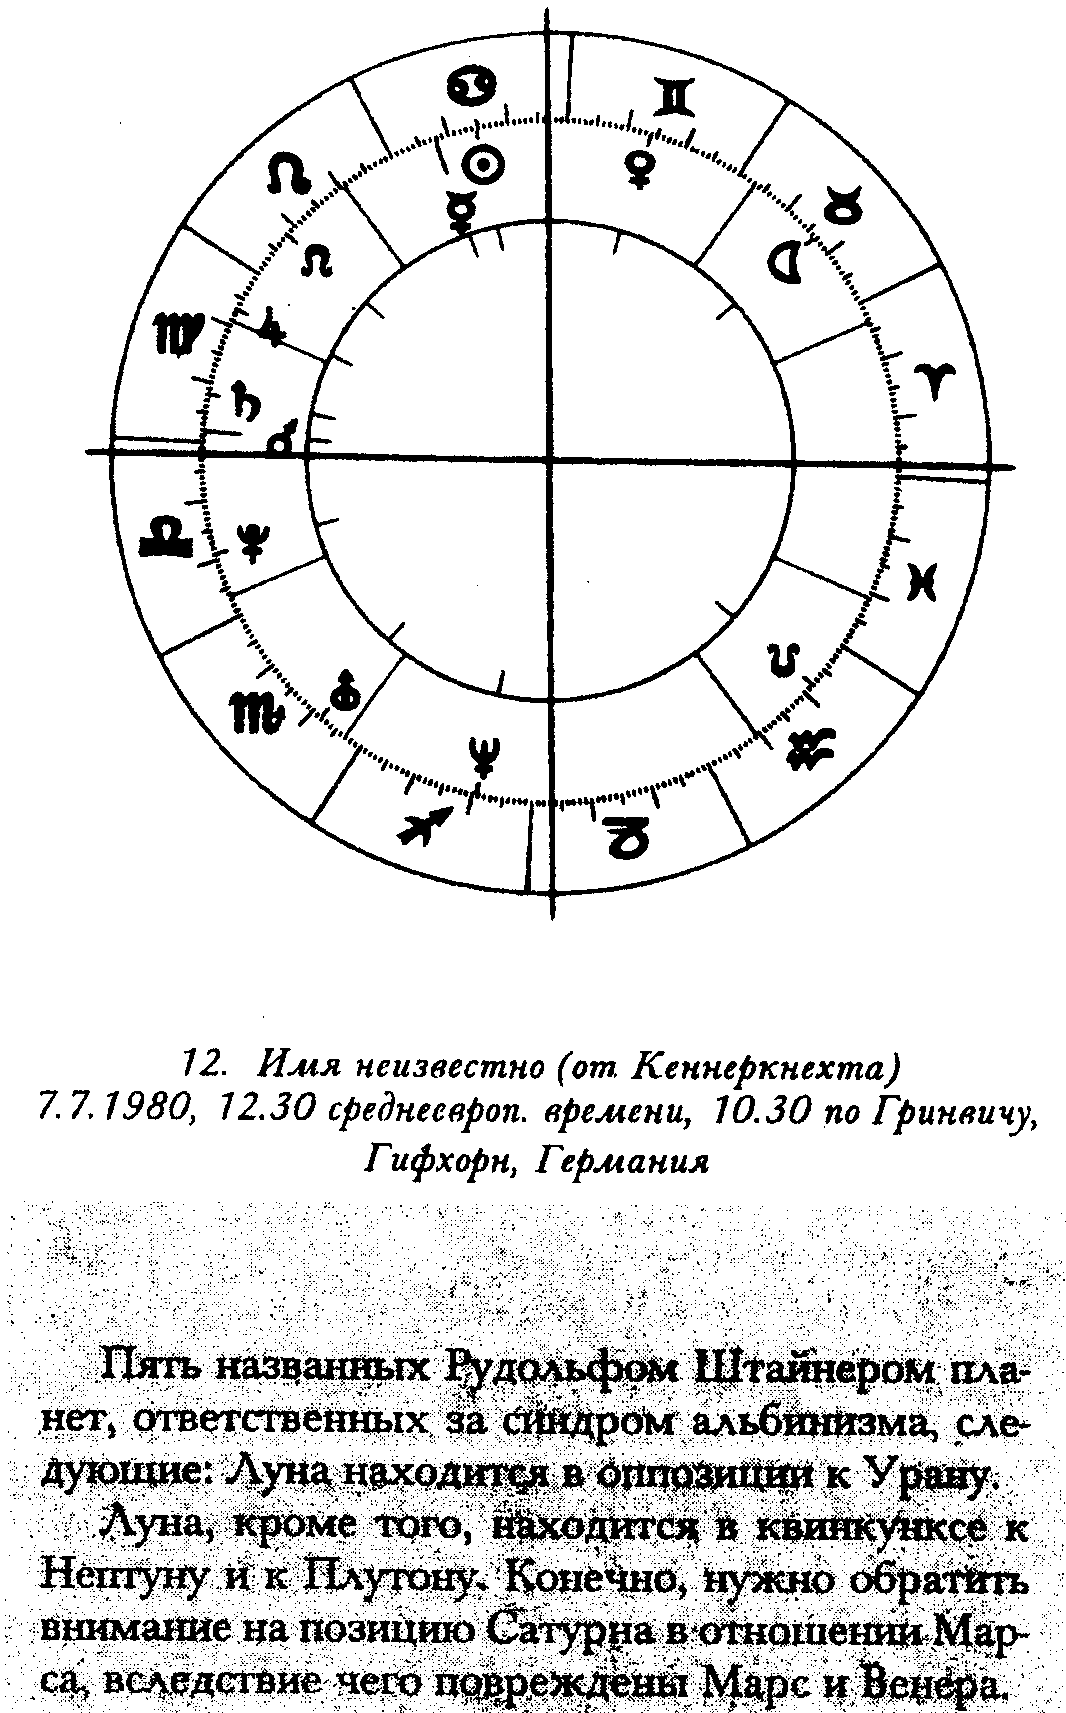 12. Имя неизвестно (от Кеннеркнехта)
7.7.1980, 12.30 среднеевроп. времени, 10.30 по Гринвичу,
Гифхорн, Германия
Пять названных Рудольфом Штайнером пла-
нет, ответственных за синдром альбинизма, сле-
дующие: Луна находится в оппозиции к Урану.
Луна, кроме того, находится в квинкунксе к
Нептуну и к Плутону. Конечно, нужно обратить
внимание на позицию Сатурна в отношении Мар-
са, вследствие чего повреждены Марс и Венера.